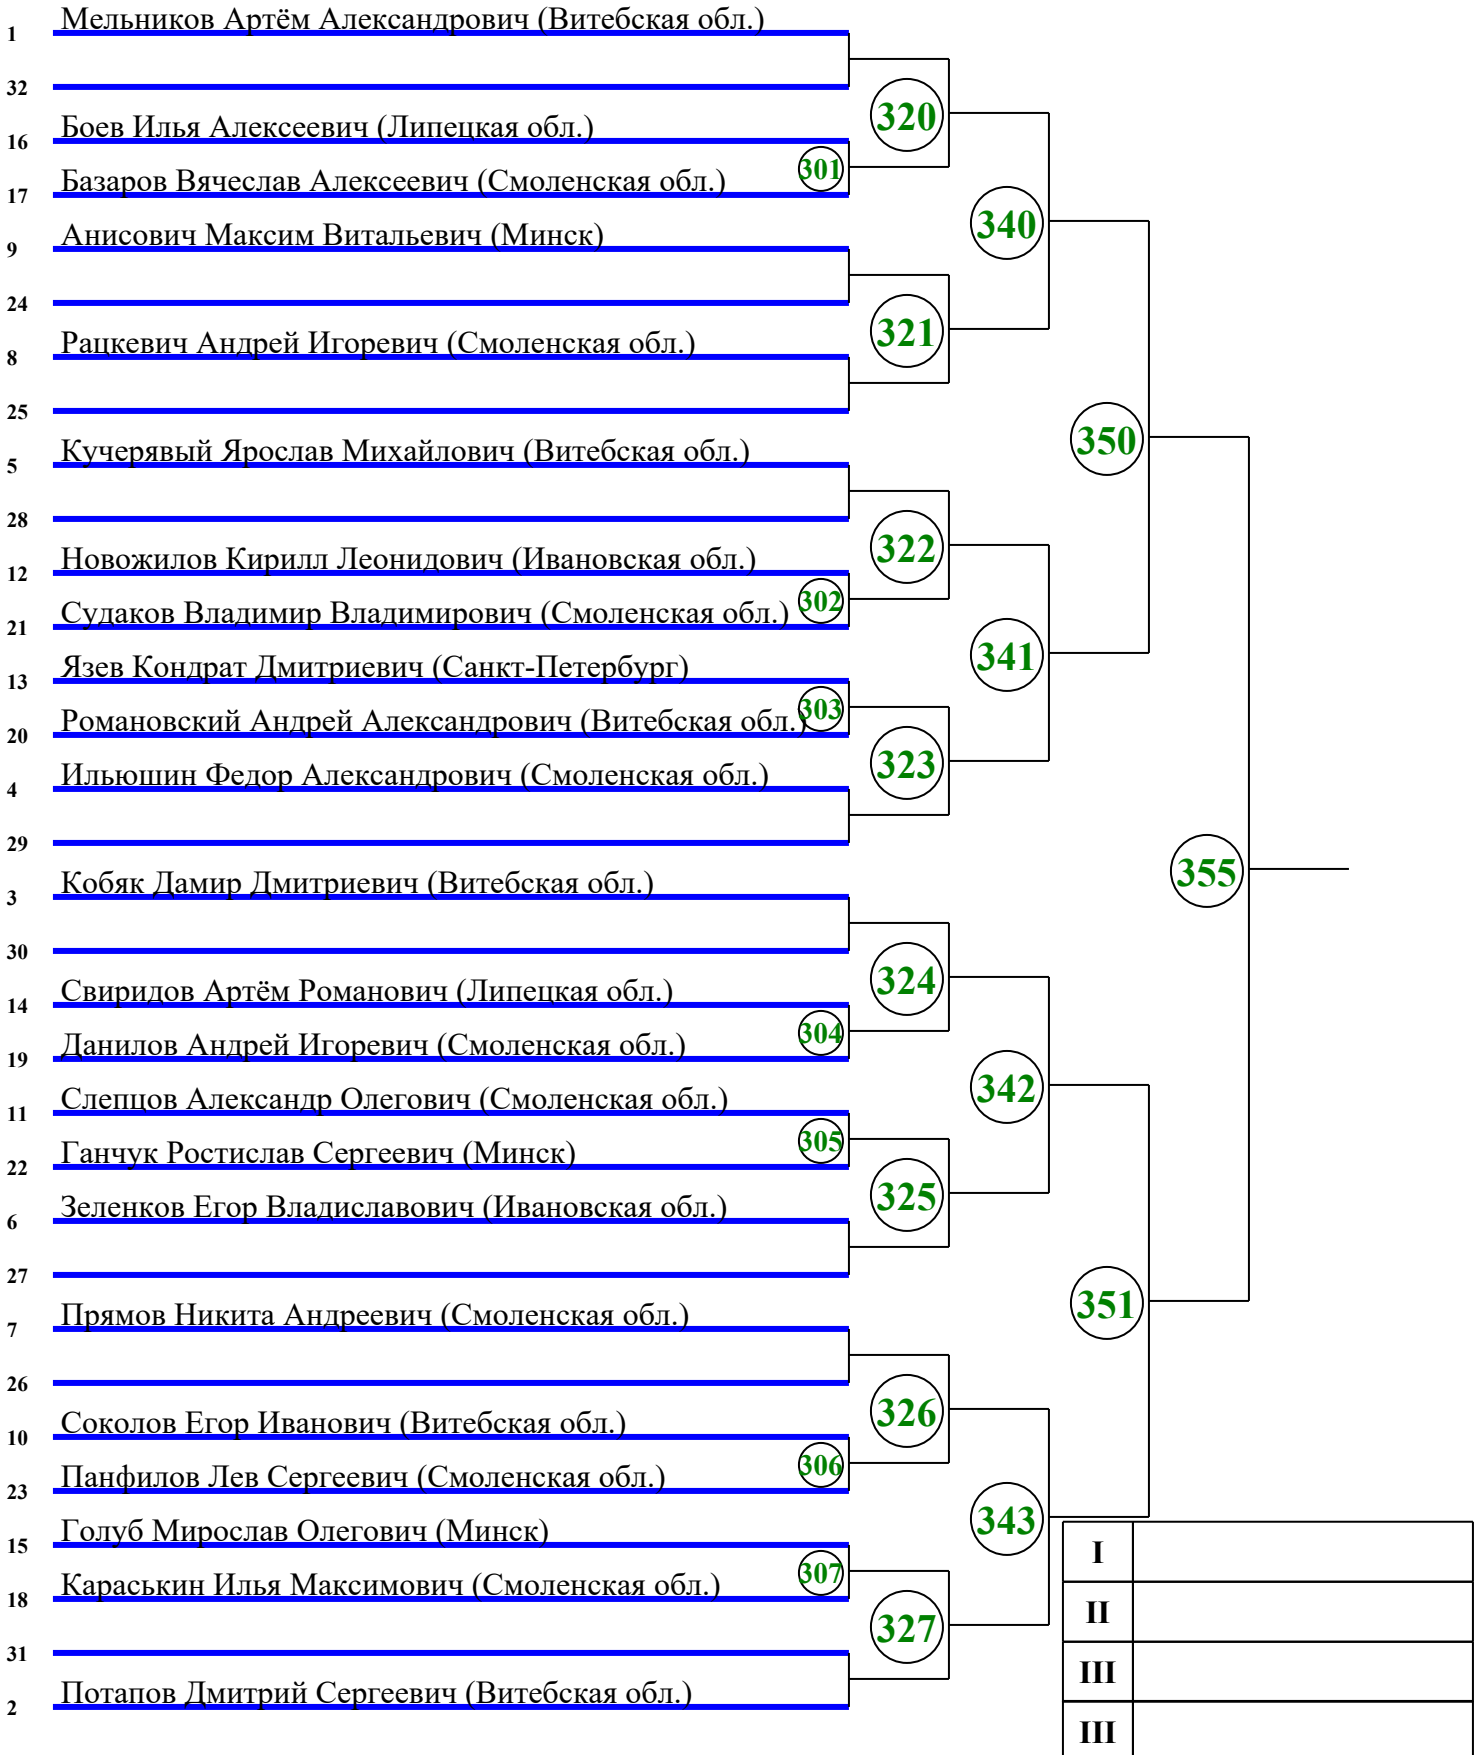 1 Мельников Артём Александрович (Витебская обл.)
32
320
16 Боев Илья Алексеевич (Липецкая обл.)
301
17 Базаров Вячеслав Алексеевич (Смоленская обл.)
340
9 Анисович Максим Витальевич (Минск)
24
321
8 Рацкевич Андрей Игоревич (Смоленская обл.)
25
350
5 Кучерявый Ярослав Михайлович (Витебская обл.)
28
322
12 Новожилов Кирилл Леонидович (Ивановская обл.)
302
21 Судаков Владимир Владимирович (Смоленская обл.)
341
13 Язев Кондрат Дмитриевич (Санкт-Петербург)
303
20 Романовский Андрей Александрович (Витебская обл.)
323
4 Ильюшин Федор Александрович (Смоленская обл.)
29
355
3 Кобяк Дамир Дмитриевич (Витебская обл.)
30
324
14 Свиридов Артём Романович (Липецкая обл.)
304
19 Данилов Андрей Игоревич (Смоленская обл.)
342
11 Слепцов Александр Олегович (Смоленская обл.)
305
22 Ганчук Ростислав Сергеевич (Минск)
325
6 Зеленков Егор Владиславович (Ивановская обл.)
27
351
7 Прямов Никита Андреевич (Смоленская обл.)
26
326
10 Соколов Егор Иванович (Витебская обл.)
306
23 Панфилов Лев Сергеевич (Смоленская обл.)
343
15 Голуб Мирослав Олегович (Минск)
307
18 Караськин Илья Максимович (Смоленская обл.)
327
31
2 Потапов Дмитрий Сергеевич (Витебская обл.)
I
II
III
III